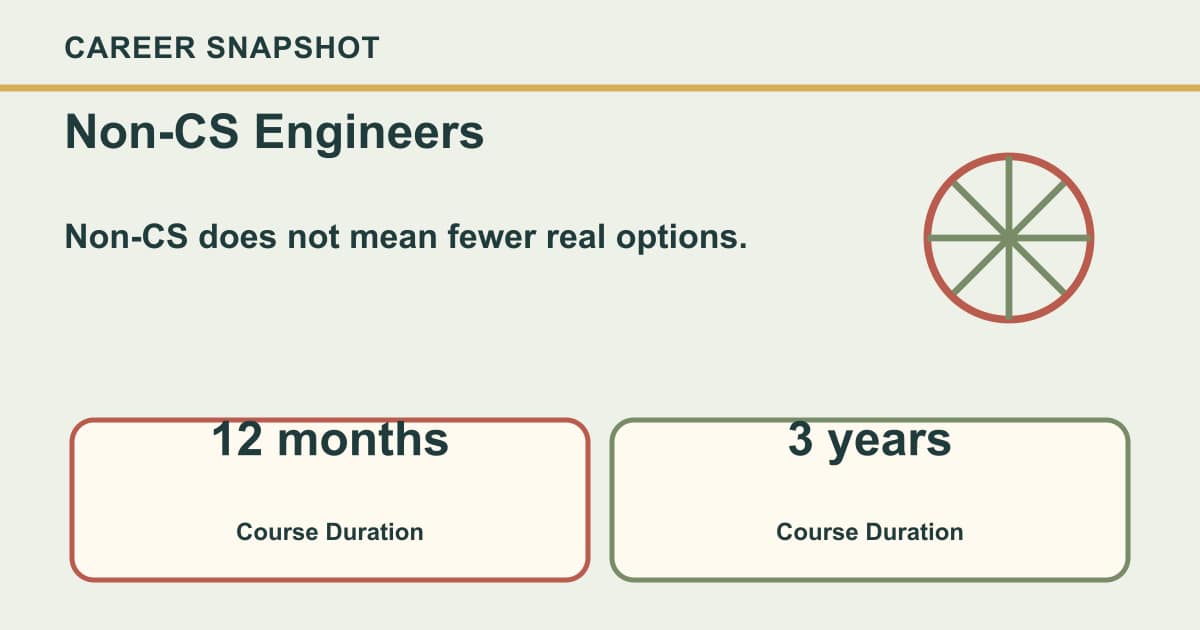 CAREER SNAPSHOT
Non-CS Engineers
Non-CS does not mean fewer real options.
12 months
Course Duration
3 years
Course Duration